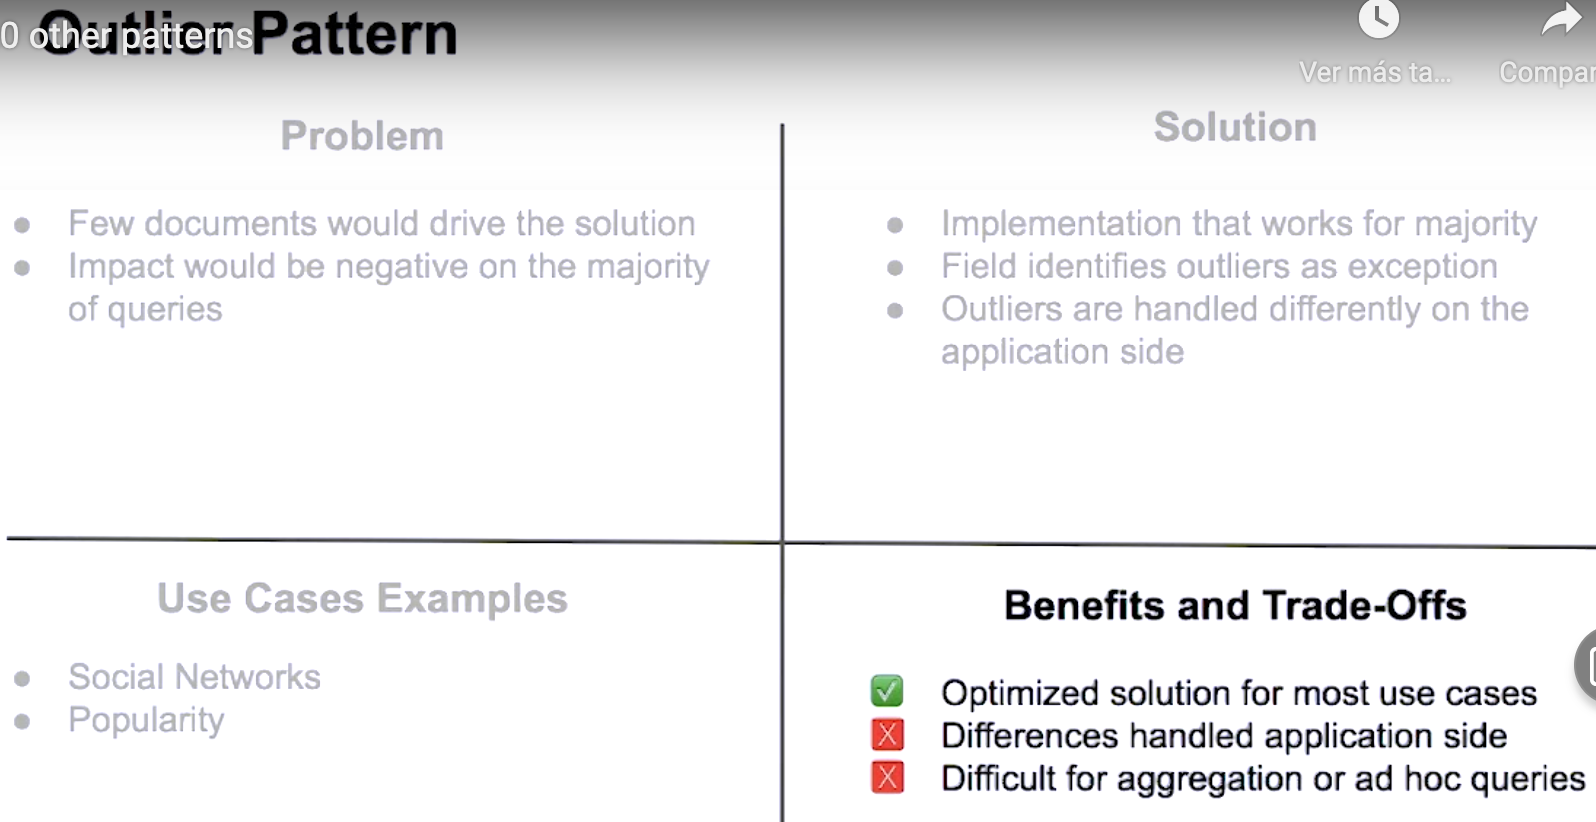 Outlier Pattern
0 other patterns
Ver más ta...
Compar
Problem
Few documents would drive the solution
Impact would be negative on the majority
of queries
Solution
Implementation that works for majority
Field identifies outliers as exception
Outliers are handled differently on the
application side
Use Cases Examples
Social Networks
Popularity
Benefits and Trade-Offs
Optimized solution for most use cases
Differences handled application side
Difficult for aggregation or ad hoc queries